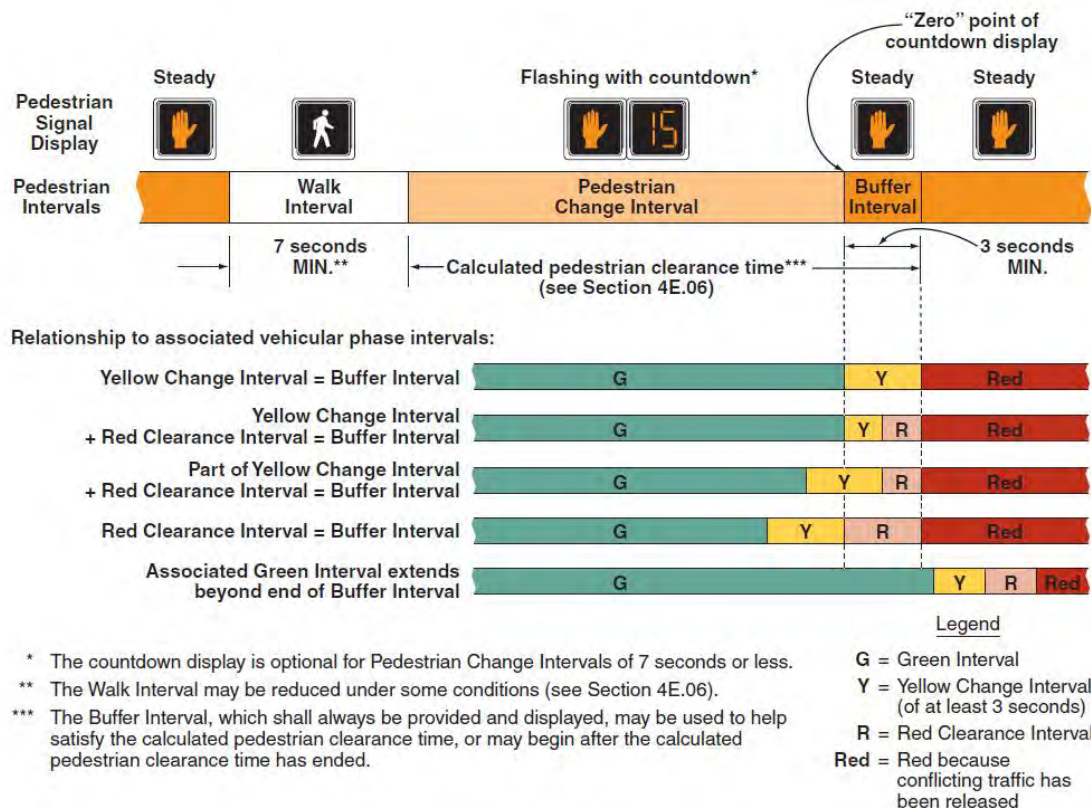 “Zero” point of
countdown display
Steady
Flashing with countdown*
Steady
Steady
Pedestrian
Signal
Display
15
Pedestrian
Intervals
Walk
Interval
Pedestrian
Change Interval
Buffer
Interval
7 seconds
MIN.**
Calculated pedestrian clearance time***
(see Section 4E.06)
3 seconds
MIN.
Relationship to associated vehicular phase intervals:
Yellow Change Interval = Buffer Interval
G
Y
Red
Yellow Change Interval
+ Red Clearance Interval = Buffer Interval
G
Y
R
Red
Part of Yellow Change Interval
+ Red Clearance Interval = Buffer Interval
G
Y
R
Red
Red Clearance Interval = Buffer Interval
G
Y
R
Red
Associated Green Interval extends
beyond end of Buffer Interval
G
Y
R
Red
* The countdown display is optional for Pedestrian Change Intervals of 7 seconds or less.
** The Walk Interval may be reduced under some conditions (see Section 4E.06).
*** The Buffer Interval, which shall always be provided and displayed, may be used to help
satisfy the calculated pedestrian clearance time, or may begin after the calculated
pedestrian clearance time has ended.
Legend
G = Green Interval
Y = Yellow Change Interval
(of at least 3 seconds)
R = Red Clearance Interval
Red = Red because
conflicting traffic has
been released